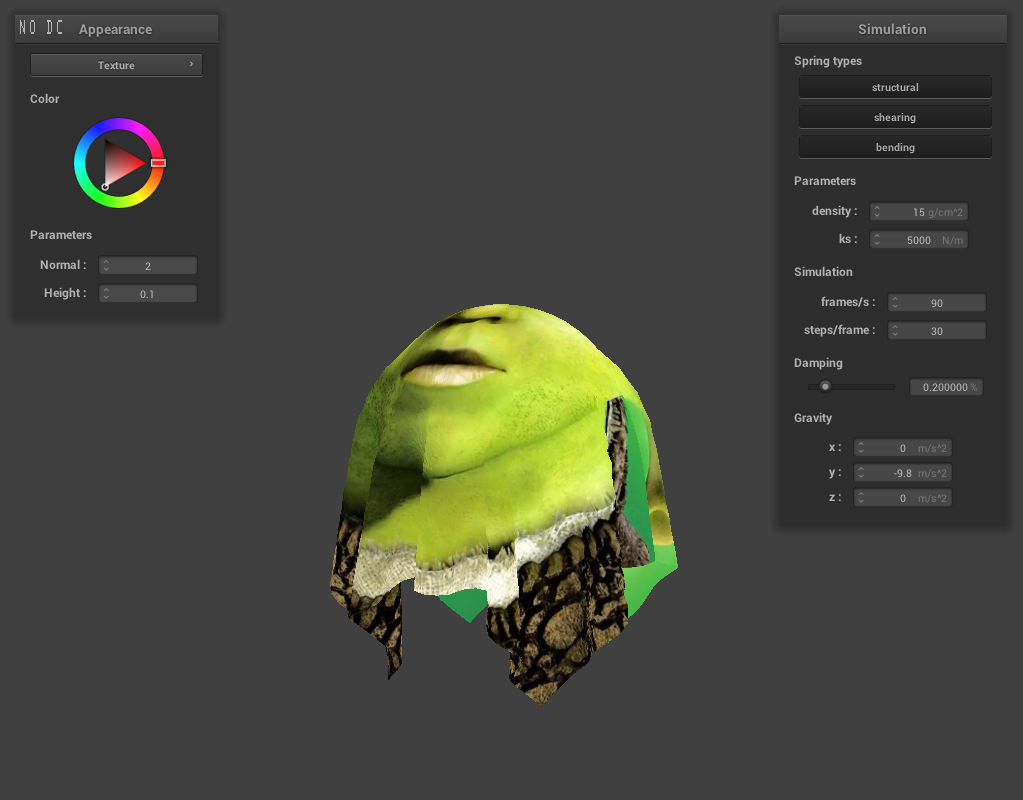 NO DC
Appearance
Texture
Color
Parameters
Normal : 2
Height : 0.1
Simulation
Spring types
structural
shearing
bending
Parameters
density : 15 g/cm^2
ks : 5000 N/m
Simulation
frames/s : 90
steps/frame : 30
Damping
0.200000 %
Gravity
x : 0 m/s^2
y : -9.8 m/s^2
z : 0 m/s^2